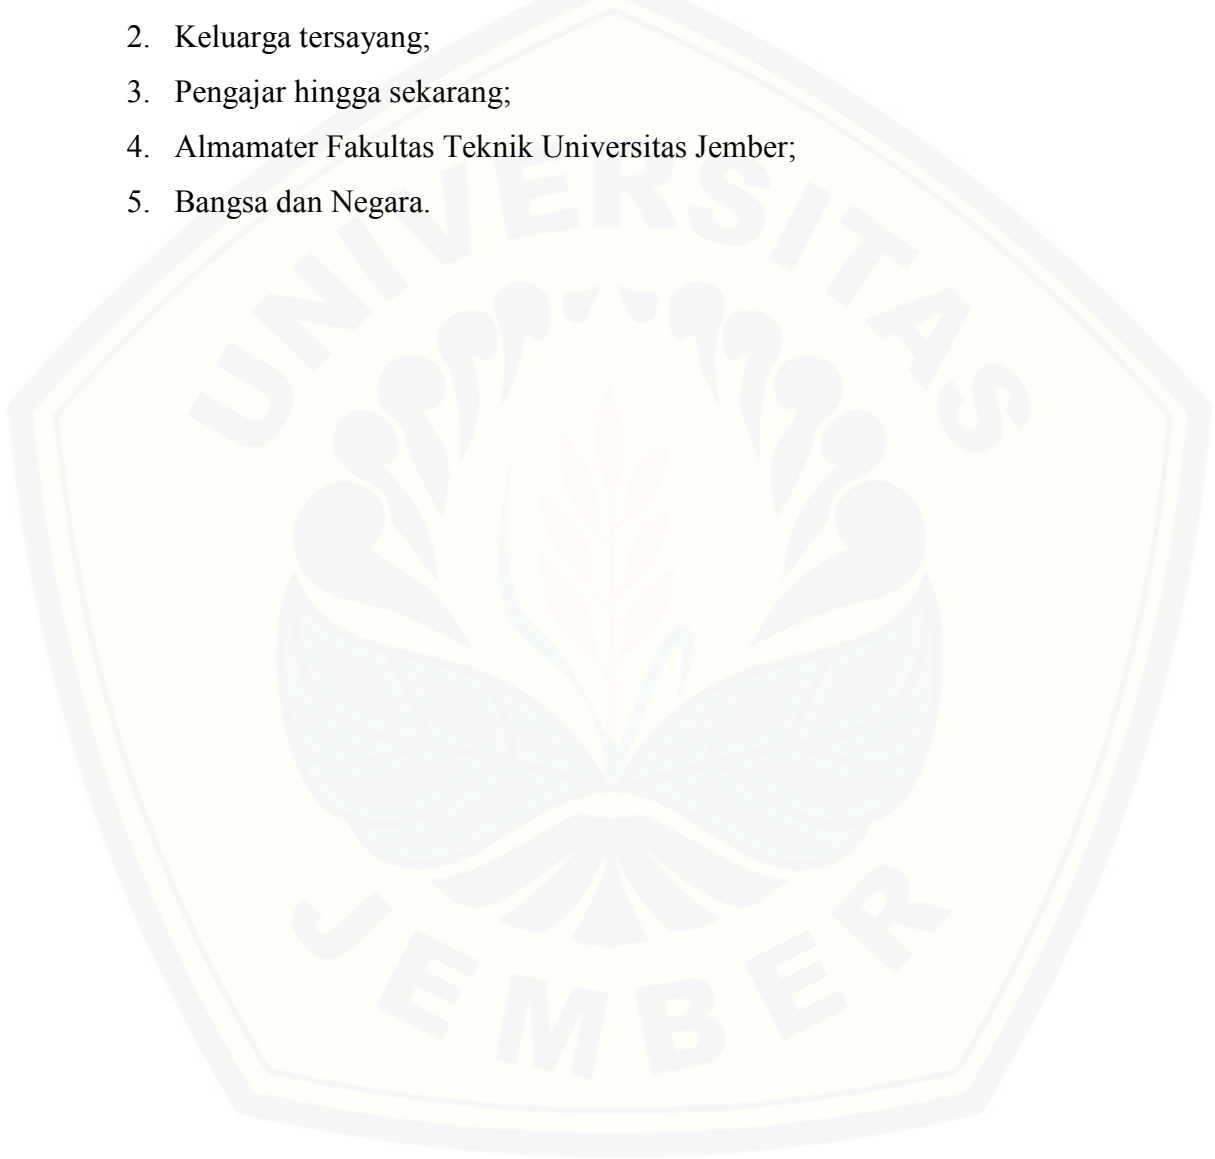 2. Keluarga tersayang;
3. Pengajar hingga sekarang;
4. Almamater Fakultas Teknik Universitas Jember;
5. Bangsa dan Negara.
UNIVERSITAS
JEMBER